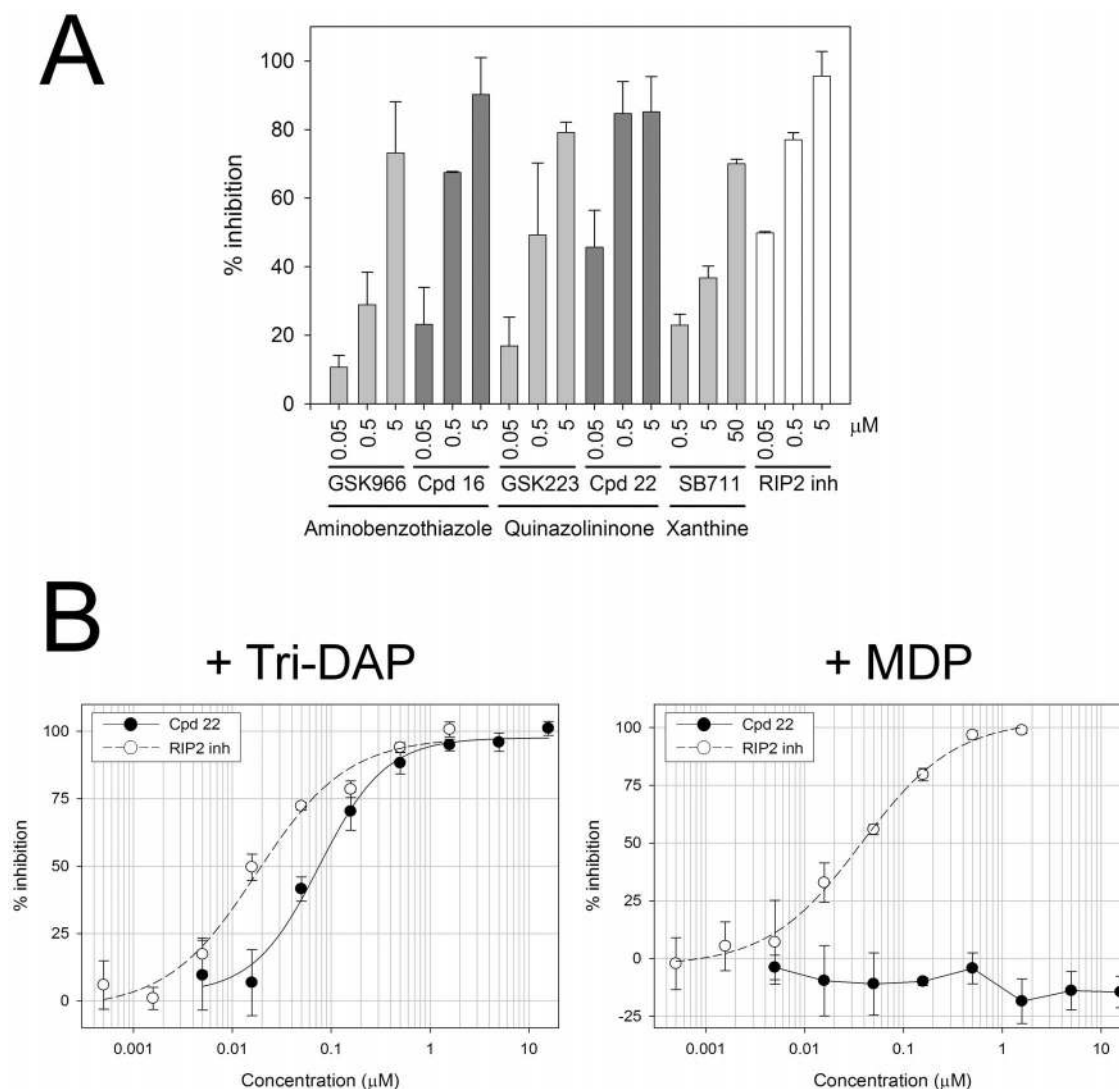 A
% inhibition
100
80
60
40
20
0
0.05 0.5 5 0.05 0.5 5 0.05 0.5 5 0.05 0.5 5 0.5 5 50 0.05 0.5 5 μM
GSK966 Cpd 16 GSK223 Cpd 22 SB711 RIP2 inh
Aminobenzothiazole Quinazolininone Xanthine
B
+ Tri-DAP
Cpd 22
RIP2 inh
% inhibition
100
75
50
25
0
0.001 0.01 0.1 1 10
Concentration (μM)
+ MDP
Cpd 22
RIP2 inh
% inhibition
100
75
50
25
0
-25
0.001 0.01 0.1 1 10
Concentration (μM)